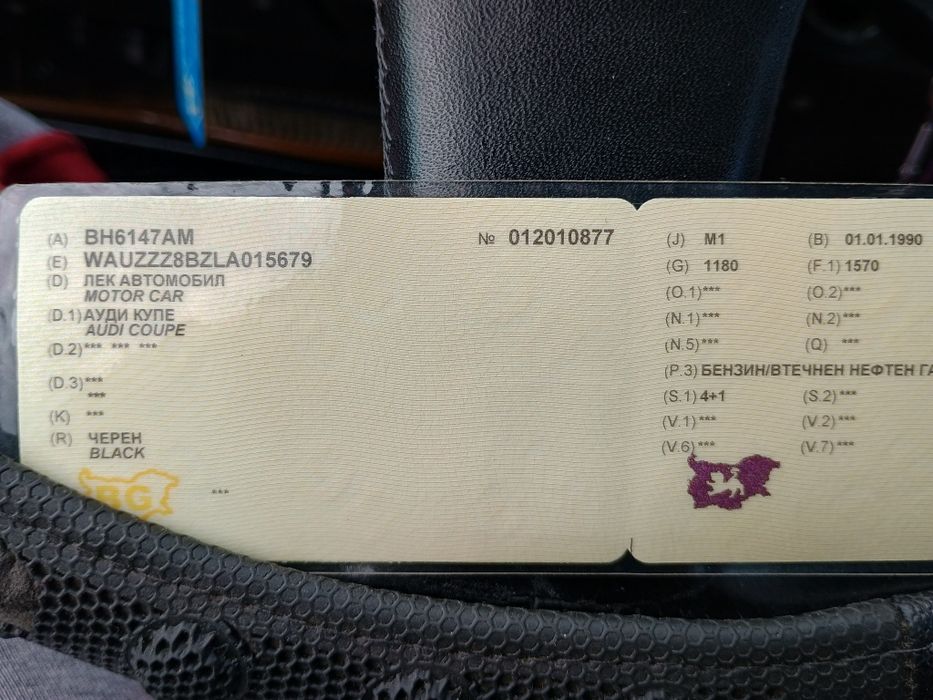 (A) BH6147AM № 012010877
(E) WAUZZZ8BZLA015679
(D) ЛЕК АВТОМОБИЛ
MOTOR CAR
(D.1) АУДИ КУПЕ
AUDI COUPE
(D.2) *** *** ***
(D.3) ***
***
(K) ***
(R) ЧЕРЕН
BLACK
BG ***
(J) M1 (B) 01.01.1990
(G) 1180 (F.1) 1570
(O.1) *** (O.2) ***
(N.1) *** (N.2) ***
(N.5) *** (Q) ***
(P.3) БЕНЗИН/ВТЕЧНЕН НЕФТЕН ГА
(S.1) 4+1 (S.2) ***
(V.1) *** (V.2) ***
(V.6) *** (V.7) ***